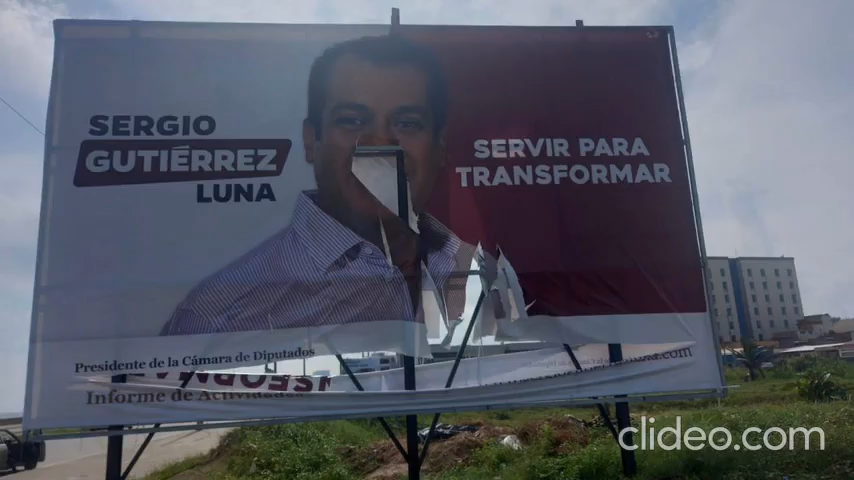 SERGIO
GUTIÉRREZ
LUNA
SERVIR PARA
TRANSFORMAR
Presidente de la Cámara de Diputados
Informe de Actividades
clideo.com